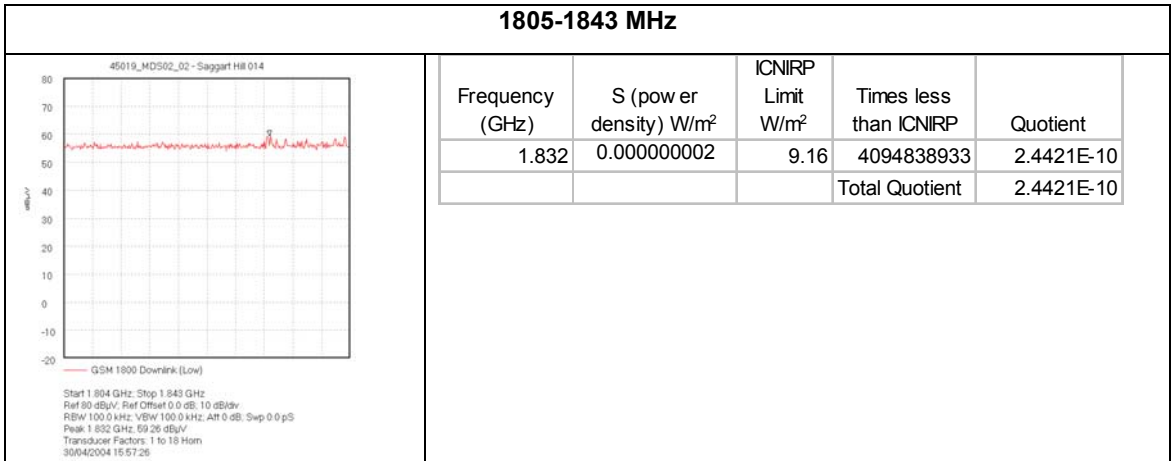 1805-1843 MHz
45019_MDS02_02 - Saggart Hill 014
80
70
60
50
40
30
20
10
0
-10
-20
dBµV
GSM 1800 Downlink (Low)
Start 1.804 GHz; Stop 1.843 GHz
Ref 80 dBµV; Ref Offset 0.0 dB; 10 dB/div
RBW 100.0 kHz; VBW 100.0 kHz; Att 0 dB; Swp 0.0 pS
Peak 1.832 GHz, 59.26 dBµV
Transducer Factors: 1 to 18 Horn
30/04/2004 15:57:26
Frequency (GHz) S (power density) W/m² ICNIRP Limit W/m² Times less than ICNIRP Quotient
1.832 0.000000002 9.16 4094838933 2.4421E-10
Total Quotient 2.4421E-10